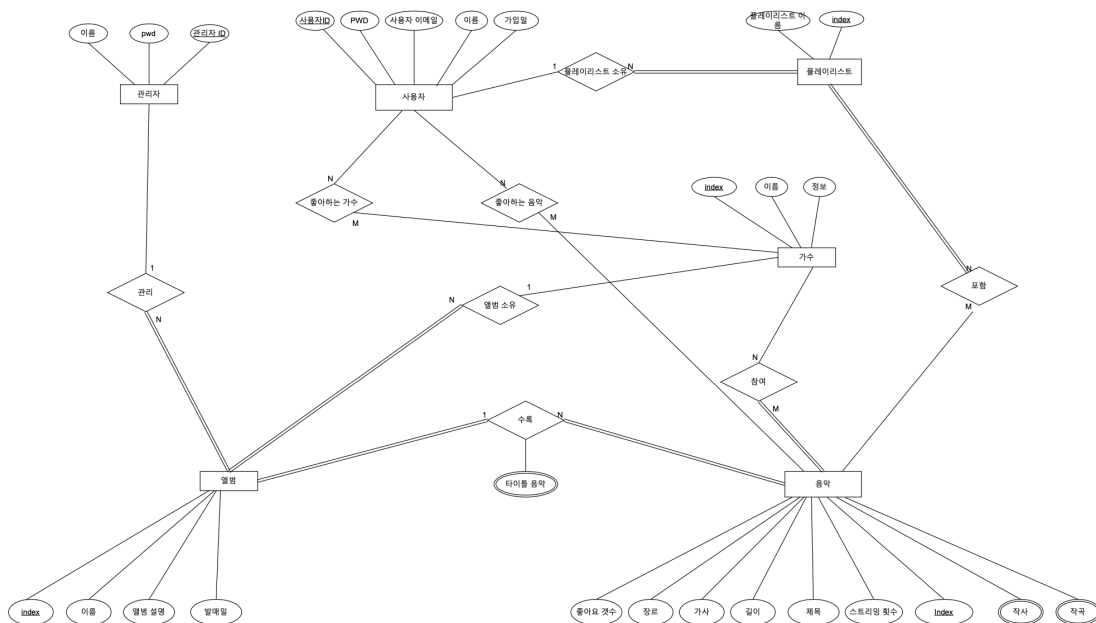 사용자ID
PWD
사용자 이메일
이름
가입일
플레이리스트 이
름
index
이름
pwd
관리자 ID
관리자
사용자
1
플레이리스트 소유
N
플레이리스트
N
좋아하는 가수
M
N
좋아하는 음악
M
index
이름
정보
가수
1
관리
N
N
앨범 소유
1
N
포함
M
N
참여
M
1
수록
N
타이틀 음악
앨범
음악
index
이름
앨범 설명
발매일
좋아요 갯수
장르
가사
길이
제목
스트리밍 횟수
Index
작사
작곡